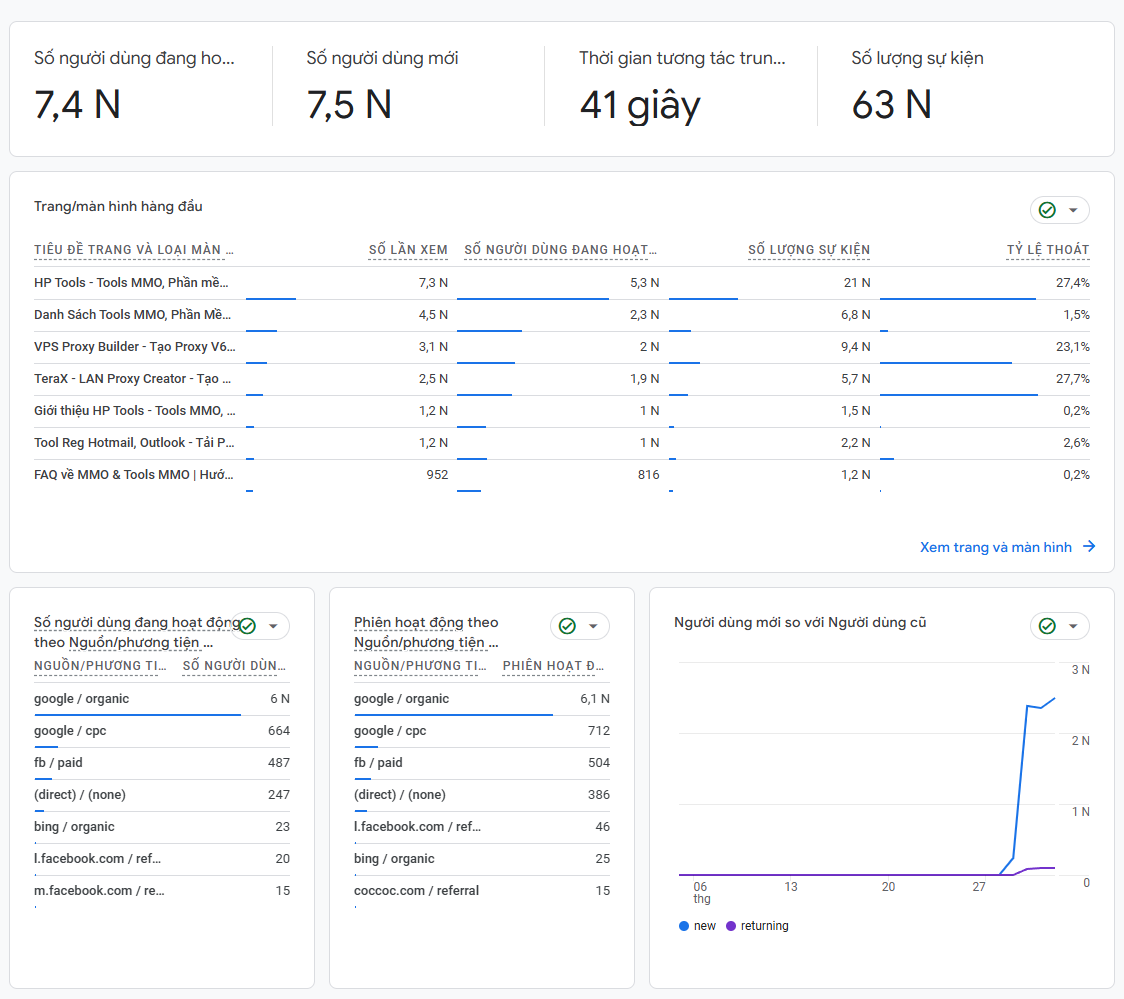 Số người dùng đang ho...
Số người dùng mới
Thời gian tương tác trun...
Số lượng sự kiện
7,4 N
7,5 N
41 giây
63 N
Trang/màn hình hàng đầu
TIÊU ĐỀ TRANG VÀ LOẠI MÀN ... SỐ LẦN XEM SỐ NGƯỜI DÙNG ĐANG HOẠT... SỐ LƯỢNG SỰ KIỆN TỶ LỆ THOÁT
HP Tools - Tools MMO, Phần mề... 7,3 N 5,3 N 21 N 27,4%
Danh Sách Tools MMO, Phần Mề... 4,5 N 2,3 N 6,8 N 1,5%
VPS Proxy Builder - Tạo Proxy V6... 3,1 N 2 N 9,4 N 23,1%
TeraX - LAN Proxy Creator - Tạo ... 2,5 N 1,9 N 5,7 N 27,7%
Giới thiệu HP Tools - Tools MMO, ... 1,2 N 1 N 1,5 N 0,2%
Tool Reg Hotmail, Outlook - Tải P... 1,2 N 1 N 2,2 N 2,6%
FAQ về MMO & Tools MMO | Hướ... 952 816 1,2 N 0,2%
Xem trang và màn hình
Số người dùng đang hoạt động
theo Nguồn/phương tiện ...
NGUỒN/PHƯƠNG TI... SỐ NGƯỜI DÙN...
google / organic 6 N
google / cpc 664
fb / paid 487
(direct) / (none) 247
bing / organic 23
l.facebook.com / ref... 20
m.facebook.com / re... 15
Phiên hoạt động theo
Nguồn/phương tiện ...
NGUỒN/PHƯƠNG TI... PHIÊN HOẠT Đ...
google / organic 6,1 N
google / cpc 712
fb / paid 504
(direct) / (none) 386
l.facebook.com / ref... 46
bing / organic 25
coccoc.com / referral 15
Người dùng mới so với Người dùng cũ
3 N
2 N
1 N
0
06 13 20 27
thg
new returning